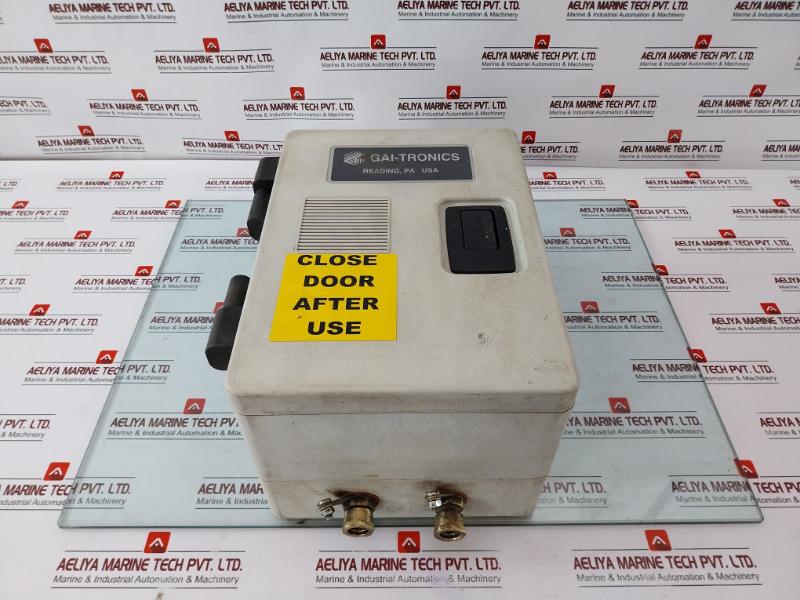 GAI-TRONICS
READING, PA USA
CLOSE
DOOR
AFTER
USE
AELIYA MARINE TECH PVT. LTD.
Marine & Industrial Automation & Machinery